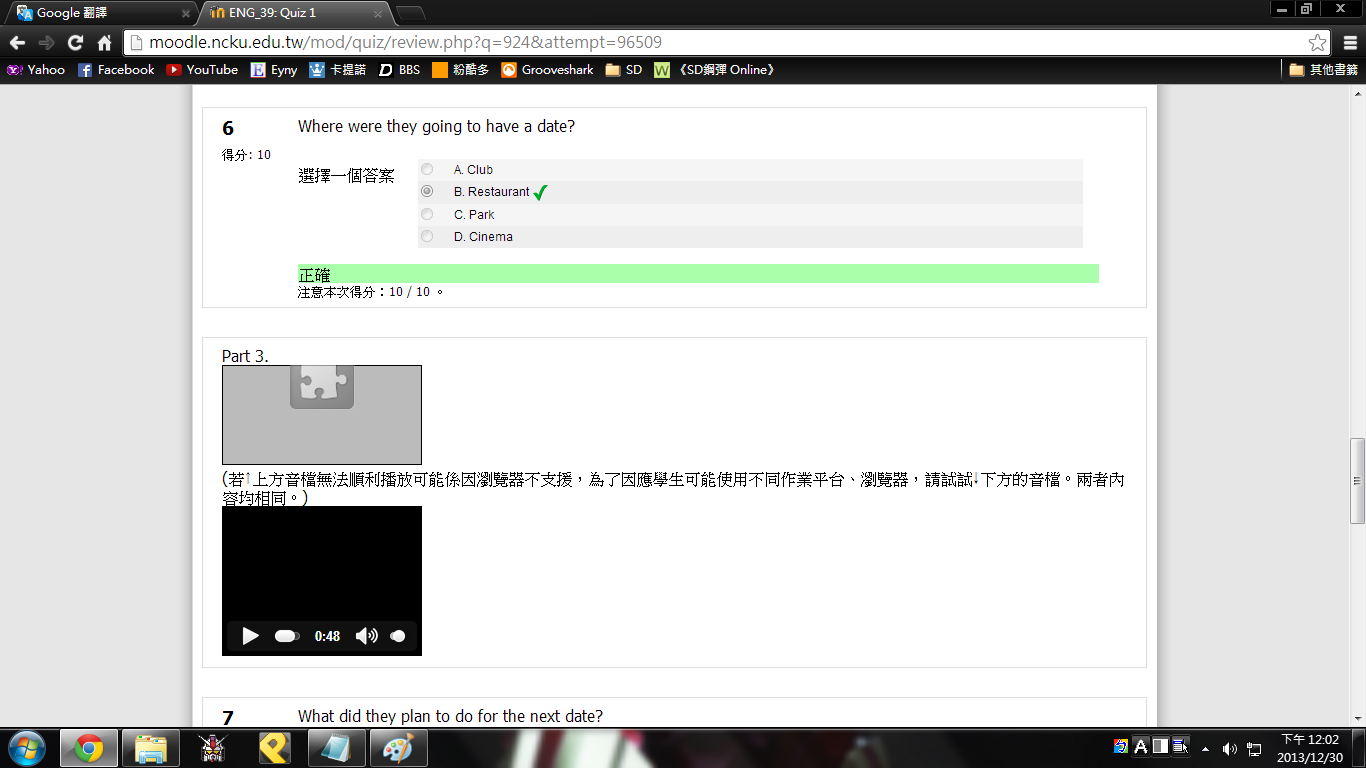 Google 翻譯
ENG_39: Quiz 1
moodle.ncku.edu.tw/mod/quiz/review.php?q=924&attempt=96509
Yahoo Facebook YouTube Eyny 卡提諾 BBS 粉酷多 Grooveshark SD 《SD鋼彈 Online》 其他書籤
6 Where were they going to have a date?
得分: 10
選擇一個答案
A. Club
B. Restaurant
C. Park
D. Cinema
正確
注意本次得分：10 / 10 。
Part 3.
(若↑上方音檔無法順利播放可能係因瀏覽器不支援，為了因應學生可能使用不同作業平台、瀏覽器，請試試↓下方的音檔。兩者內
容均相同。)
0:48
7 What did they plan to do for the next date?
下午 12:02
2013/12/30